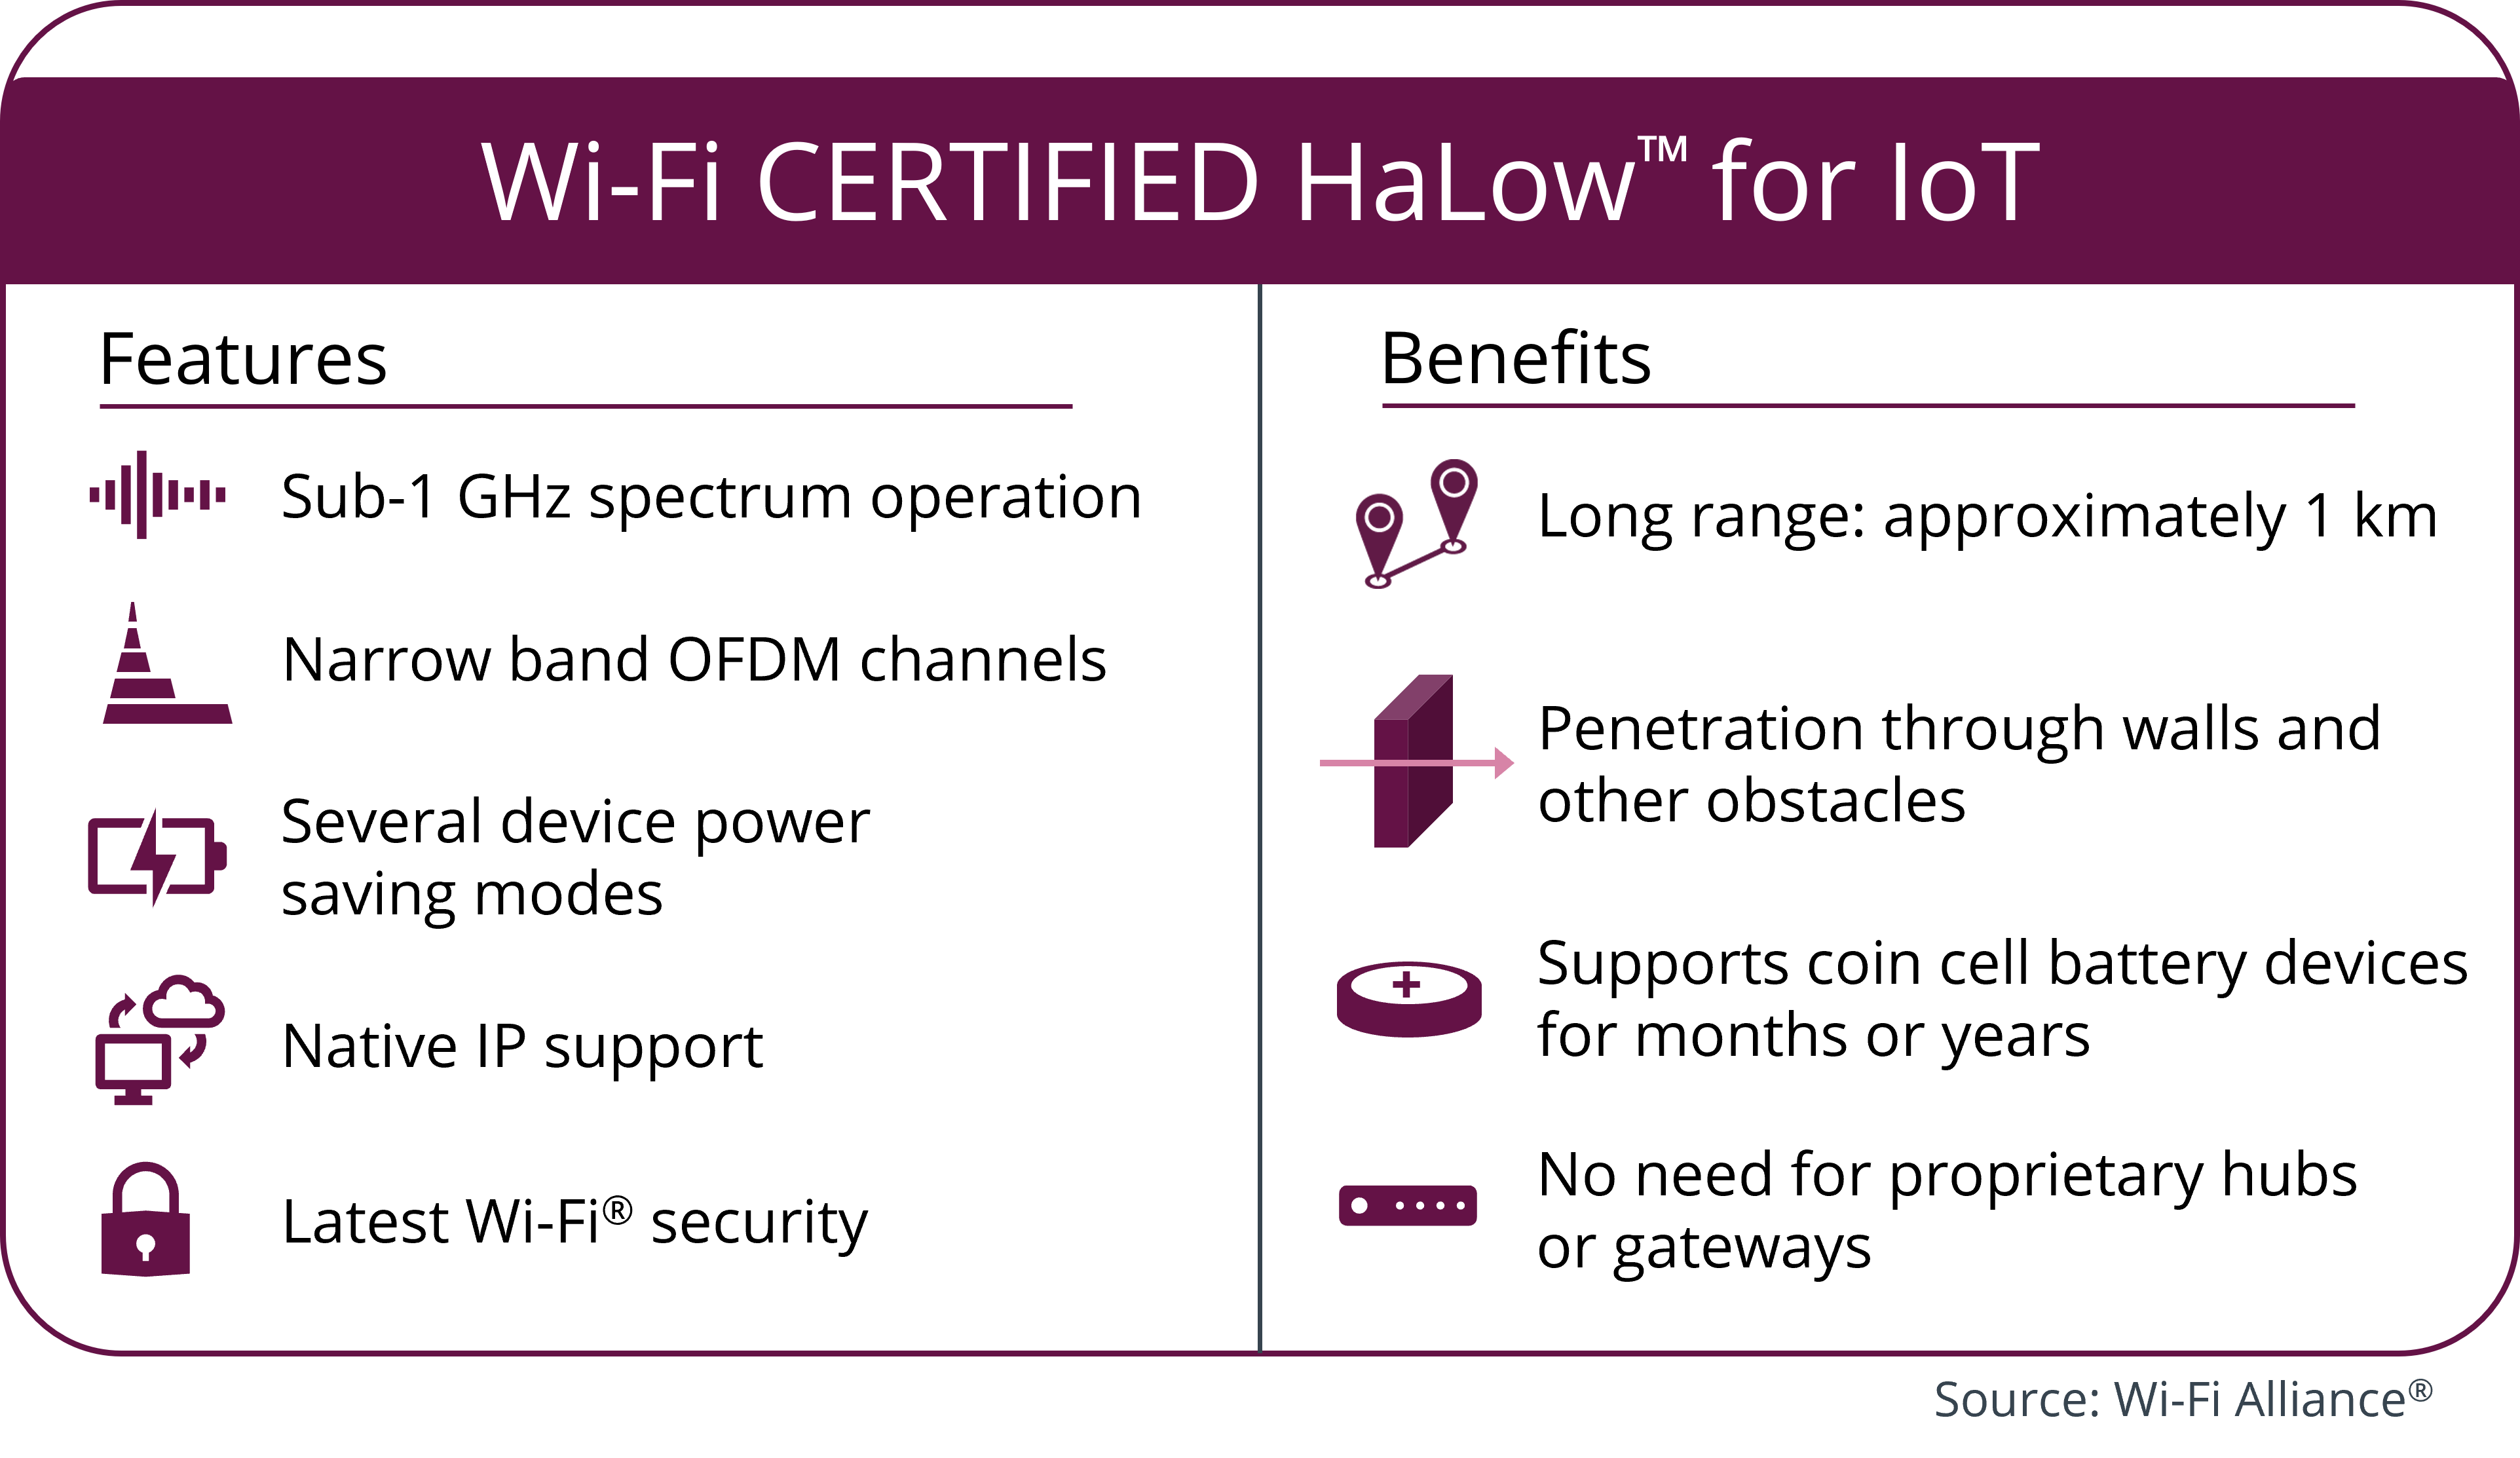 Wi-Fi CERTIFIED HaLow™ for IoT
Features
Sub-1 GHz spectrum operation
Narrow band OFDM channels
Several device power
saving modes
Native IP support
Latest Wi-Fi® security
Benefits
Long range: approximately 1 km
Penetration through walls and
other obstacles
Supports coin cell battery devices
for months or years
No need for proprietary hubs
or gateways
Source: Wi-Fi Alliance®